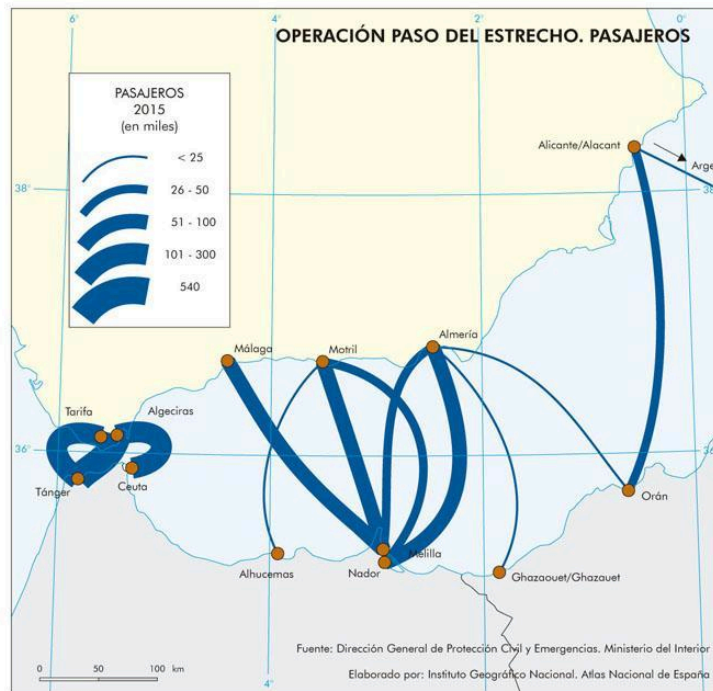 6°
4°
2°
0°
OPERACIÓN PASO DEL ESTRECHO. PASAJEROS
PASAJEROS
2015
(en miles)
< 25
26 - 50
51 - 100
101 - 300
540
Alicante/Alacant
Arge
38°
38
Málaga
Motril
Almería
Tarifa
Algeciras
36°
36
Tánger
Ceuta
Orán
Alhucemas
Nador
Melilla
Ghazaouet/Ghazauet
Fuente: Dirección General de Protección Civil y Emergencias. Ministerio del Interior
0 50 100 km
4°
Elaborado por: Instituto Geográfico Nacional. Atlas Nacional de España